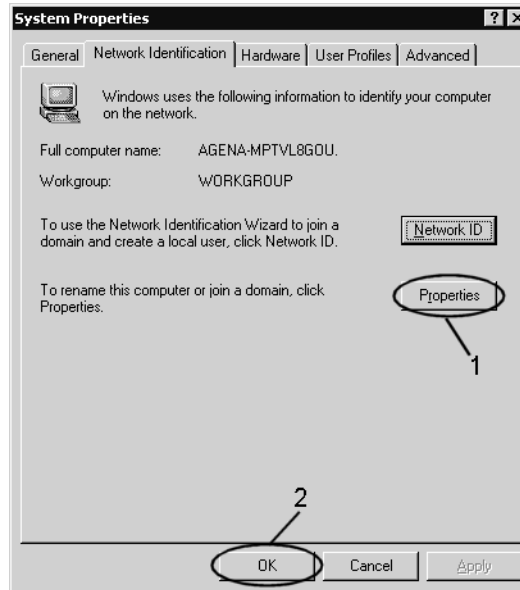 System Properties
General Network Identification Hardware User Profiles Advanced
Windows uses the following information to identify your computer
on the network.
Full computer name: AGENA-MPTVL8GOU.
Workgroup: WORKGROUP
To use the Network Identification Wizard to join a
domain and create a local user, click Network ID.
Network ID
To rename this computer or join a domain, click
Properties.
Properties
1
2
OK Cancel Apply